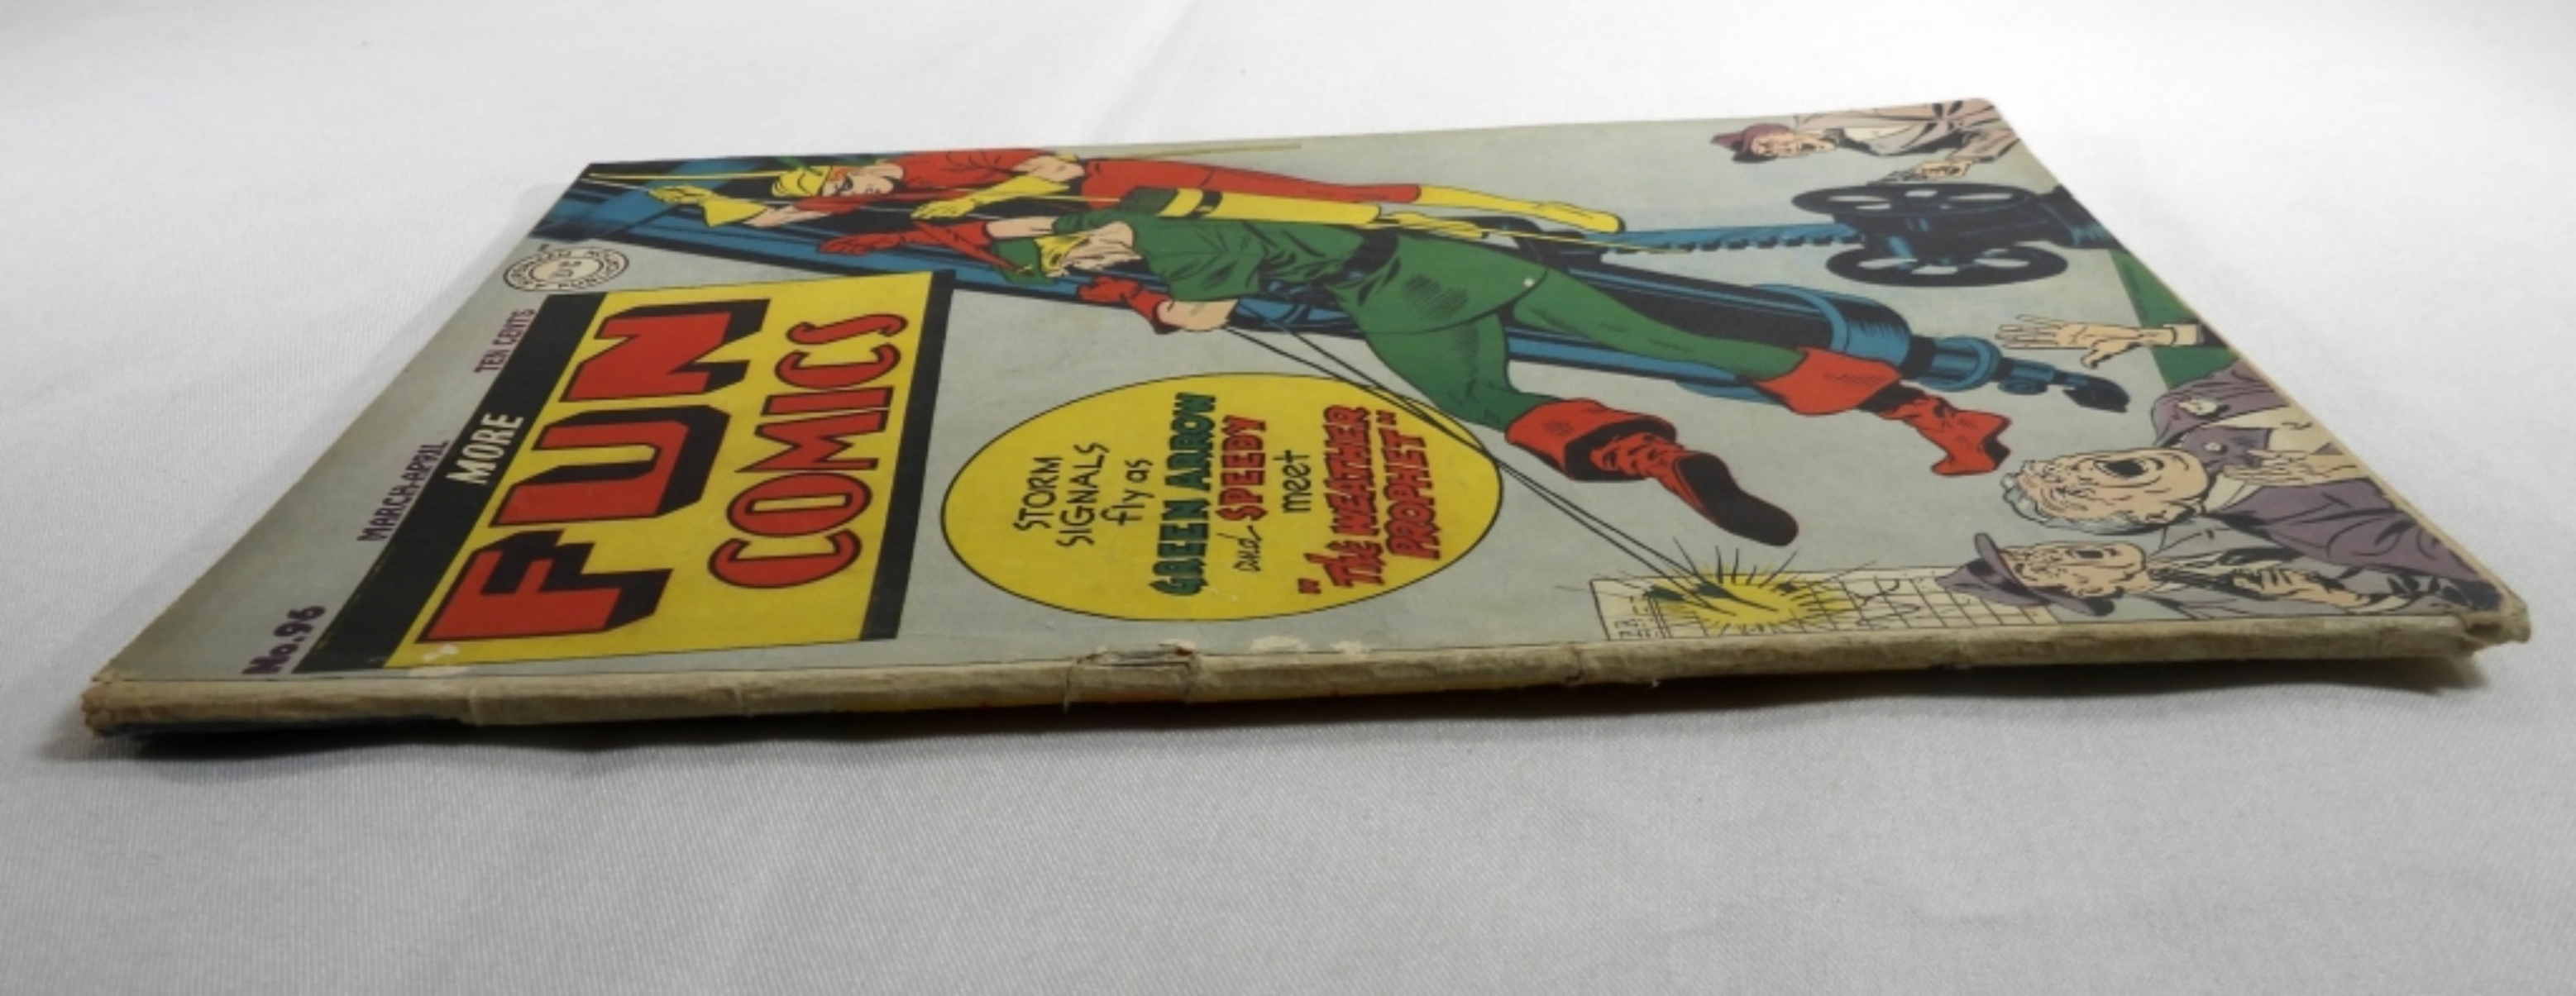 No.96 MARCH-APRIL TEN CENTS
MORE
FUN
COMICS
STORM
SIGNALS
fly as
GREEN ARROW
and SPEEDY
meet
"The WEATHER
PROPHET"